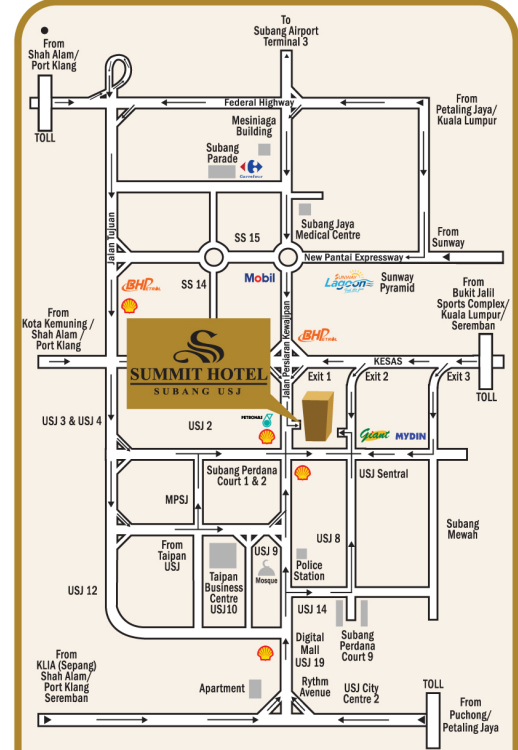 To
Subang Airport
Terminal 3
From
Shah Alam/
Port Klang
TOLL
Federal Highway
From
Petaling Jaya/
Kuala Lumpur
Mesiniaga
Building
Subang
Parade
Carrefour
Subang Jaya
Medical Centre
Jalan Tujuan
SS 15
New Pantai Expressway
From
Sunway
SS 14
Mobil
Sunway
Lagoon
Sunway
Pyramid
BHPetrol
From
Bukit Jalil
Sports Complex/
Kuala Lumpur/
Seremban
From
Kota Kemuning /
Shah Alam /
Port Klang
Jalan Persiaran Kewajipan
BHPetrol
KESAS
S
SUMMIT HOTEL
SUBANG USJ
Exit 1
Exit 2
Exit 3
TOLL
USJ 3 & USJ 4
USJ 2
PETRONAS
Giant
MYDIN
Subang Perdana
Court 1 & 2
USJ Sentral
MPSJ
Subang
Mewah
From
Taipan
USJ
USJ 9
Mosque
USJ 8
Police
Station
Taipan
Business
Centre
USJ10
USJ 12
USJ 14
Digital
Mall
USJ 19
Subang
Perdana
Court 9
From
KLIA (Sepang)
Shah Alam/
Port Klang
Seremban
Apartment
Rythm
Avenue
USJ City
Centre 2
TOLL
From
Puchong/
Petaling Jaya